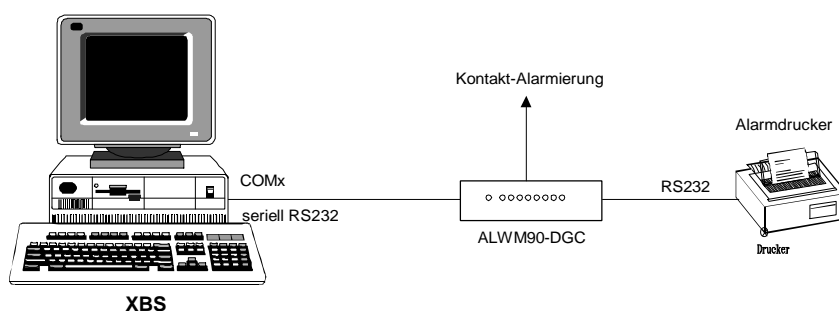 Kontakt-Alarmierung
Alarmdrucker
COMx
RS232
seriell RS232
ALWM90-DGC
Drucker
XBS